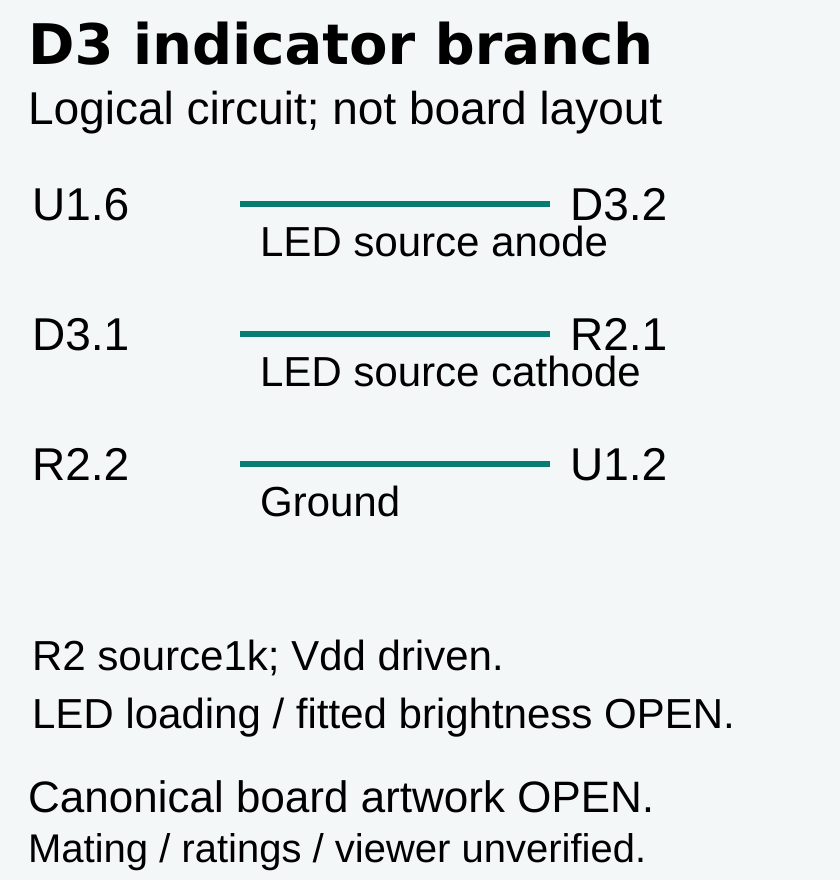 D3 indicator branch
Logical circuit; not board layout
U1.6 D3.2
LED source anode
D3.1 R2.1
LED source cathode
R2.2 U1.2
Ground
R2 source1k; Vdd driven.
LED loading / fitted brightness OPEN.
Canonical board artwork OPEN.
Mating / ratings / viewer unverified.